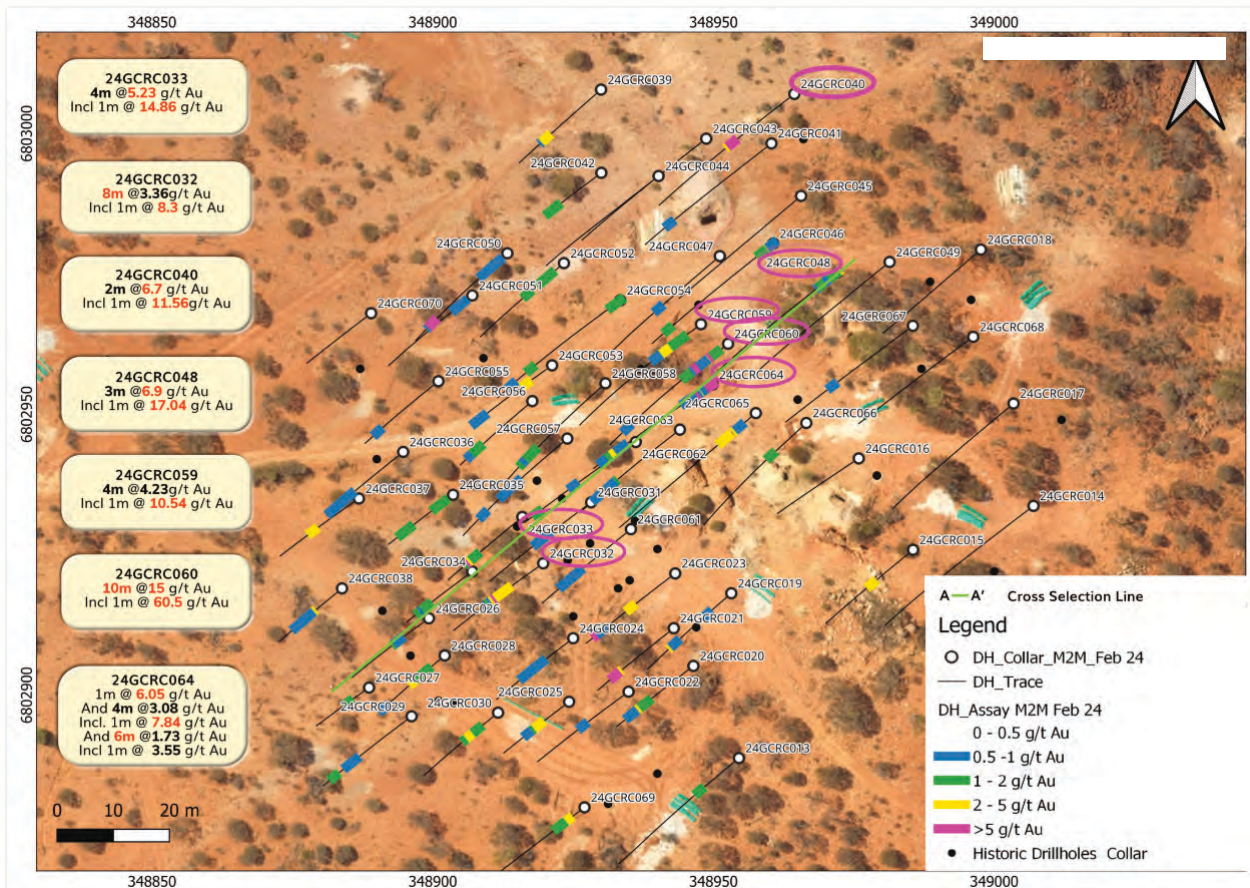 348850 348900 348950 349000
6803000
6802950
6802900
24GCRC033
4m @5.23 g/t Au
Incl 1m @ 14.86 g/t Au
24GCRC032
8m @3.36g/t Au
Incl 1m @ 8.3 g/t Au
24GCRC040
2m @6.7 g/t Au
Incl 1m @ 11.56g/t Au
24GCRC048
3m @6.9 g/t Au
Incl 1m @ 17.04 g/t Au
24GCRC059
4m @4.23g/t Au
Incl 1m @ 10.54 g/t Au
24GCRC060
10m @15 g/t Au
Incl 1m @ 60.5 g/t Au
24GCRC064
1m @ 6.05 g/t Au
And 4m @3.08 g/t Au
Incl. 1m @ 7.84 g/t Au
And 6m @1.73 g/t Au
Incl 1m @ 3.55 g/t Au
0 10 20 m
24GCRC039
24GCRC040
24GCRC043
24GCRC041
24GCRC042
24GCRC044
24GCRC045
24GCRC050
24GCRC047
24GCRC046
24GCRC052
24GCRC048
24GCRC049
24GCRC018
24GCRC051
24GCRC054
24GCRC070
24GCRC059
24GCRC067
24GCRC068
24GCRC060
24GCRC053
24GCRC055
24GCRC058
24GCRC064
24GCRC056
24GCRC065
24GCRC017
24GCRC063
24GCRC066
24GCRC057
24GCRC036
24GCRC062
24GCRC016
24GCRC037
24GCRC035
24GCRC031
24GCRC014
24GCRC033
24GCRC061
24GCRC032
24GCRC015
24GCRC034
24GCRC023
24GCRC038
24GCRC019
24GCRC026
24GCRC024
24GCRC021
24GCRC028
24GCRC020
24GCRC027
24GCRC025
24GCRC022
24GCRC029
24GCRC030
24GCRC013
24GCRC069
A A' Cross Selection Line
Legend
DH_Collar_M2M_Feb 24
DH_Trace
DH_Assay M2M Feb 24
0 - 0.5 g/t Au
0.5 -1 g/t Au
1 - 2 g/t Au
2 - 5 g/t Au
>5 g/t Au
Historic Drillholes Collar
348850 348900 348950 349000